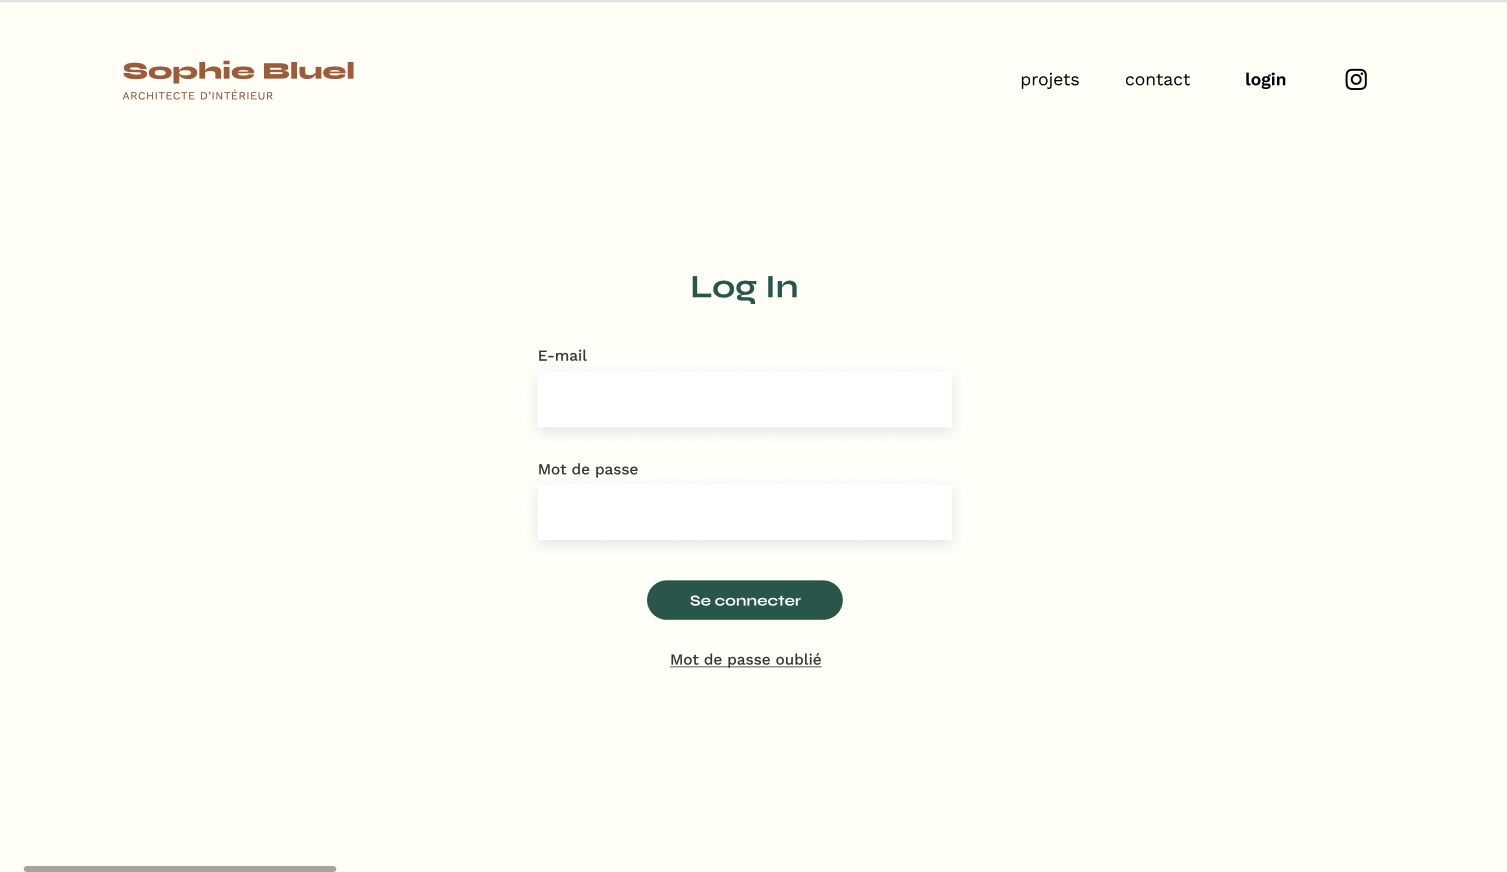 Sophie Bluel
ARCHITECTE D'INTÉRIEUR
projets
contact
login
Log In
E-mail
Mot de passe
Se connecter
Mot de passe oublié